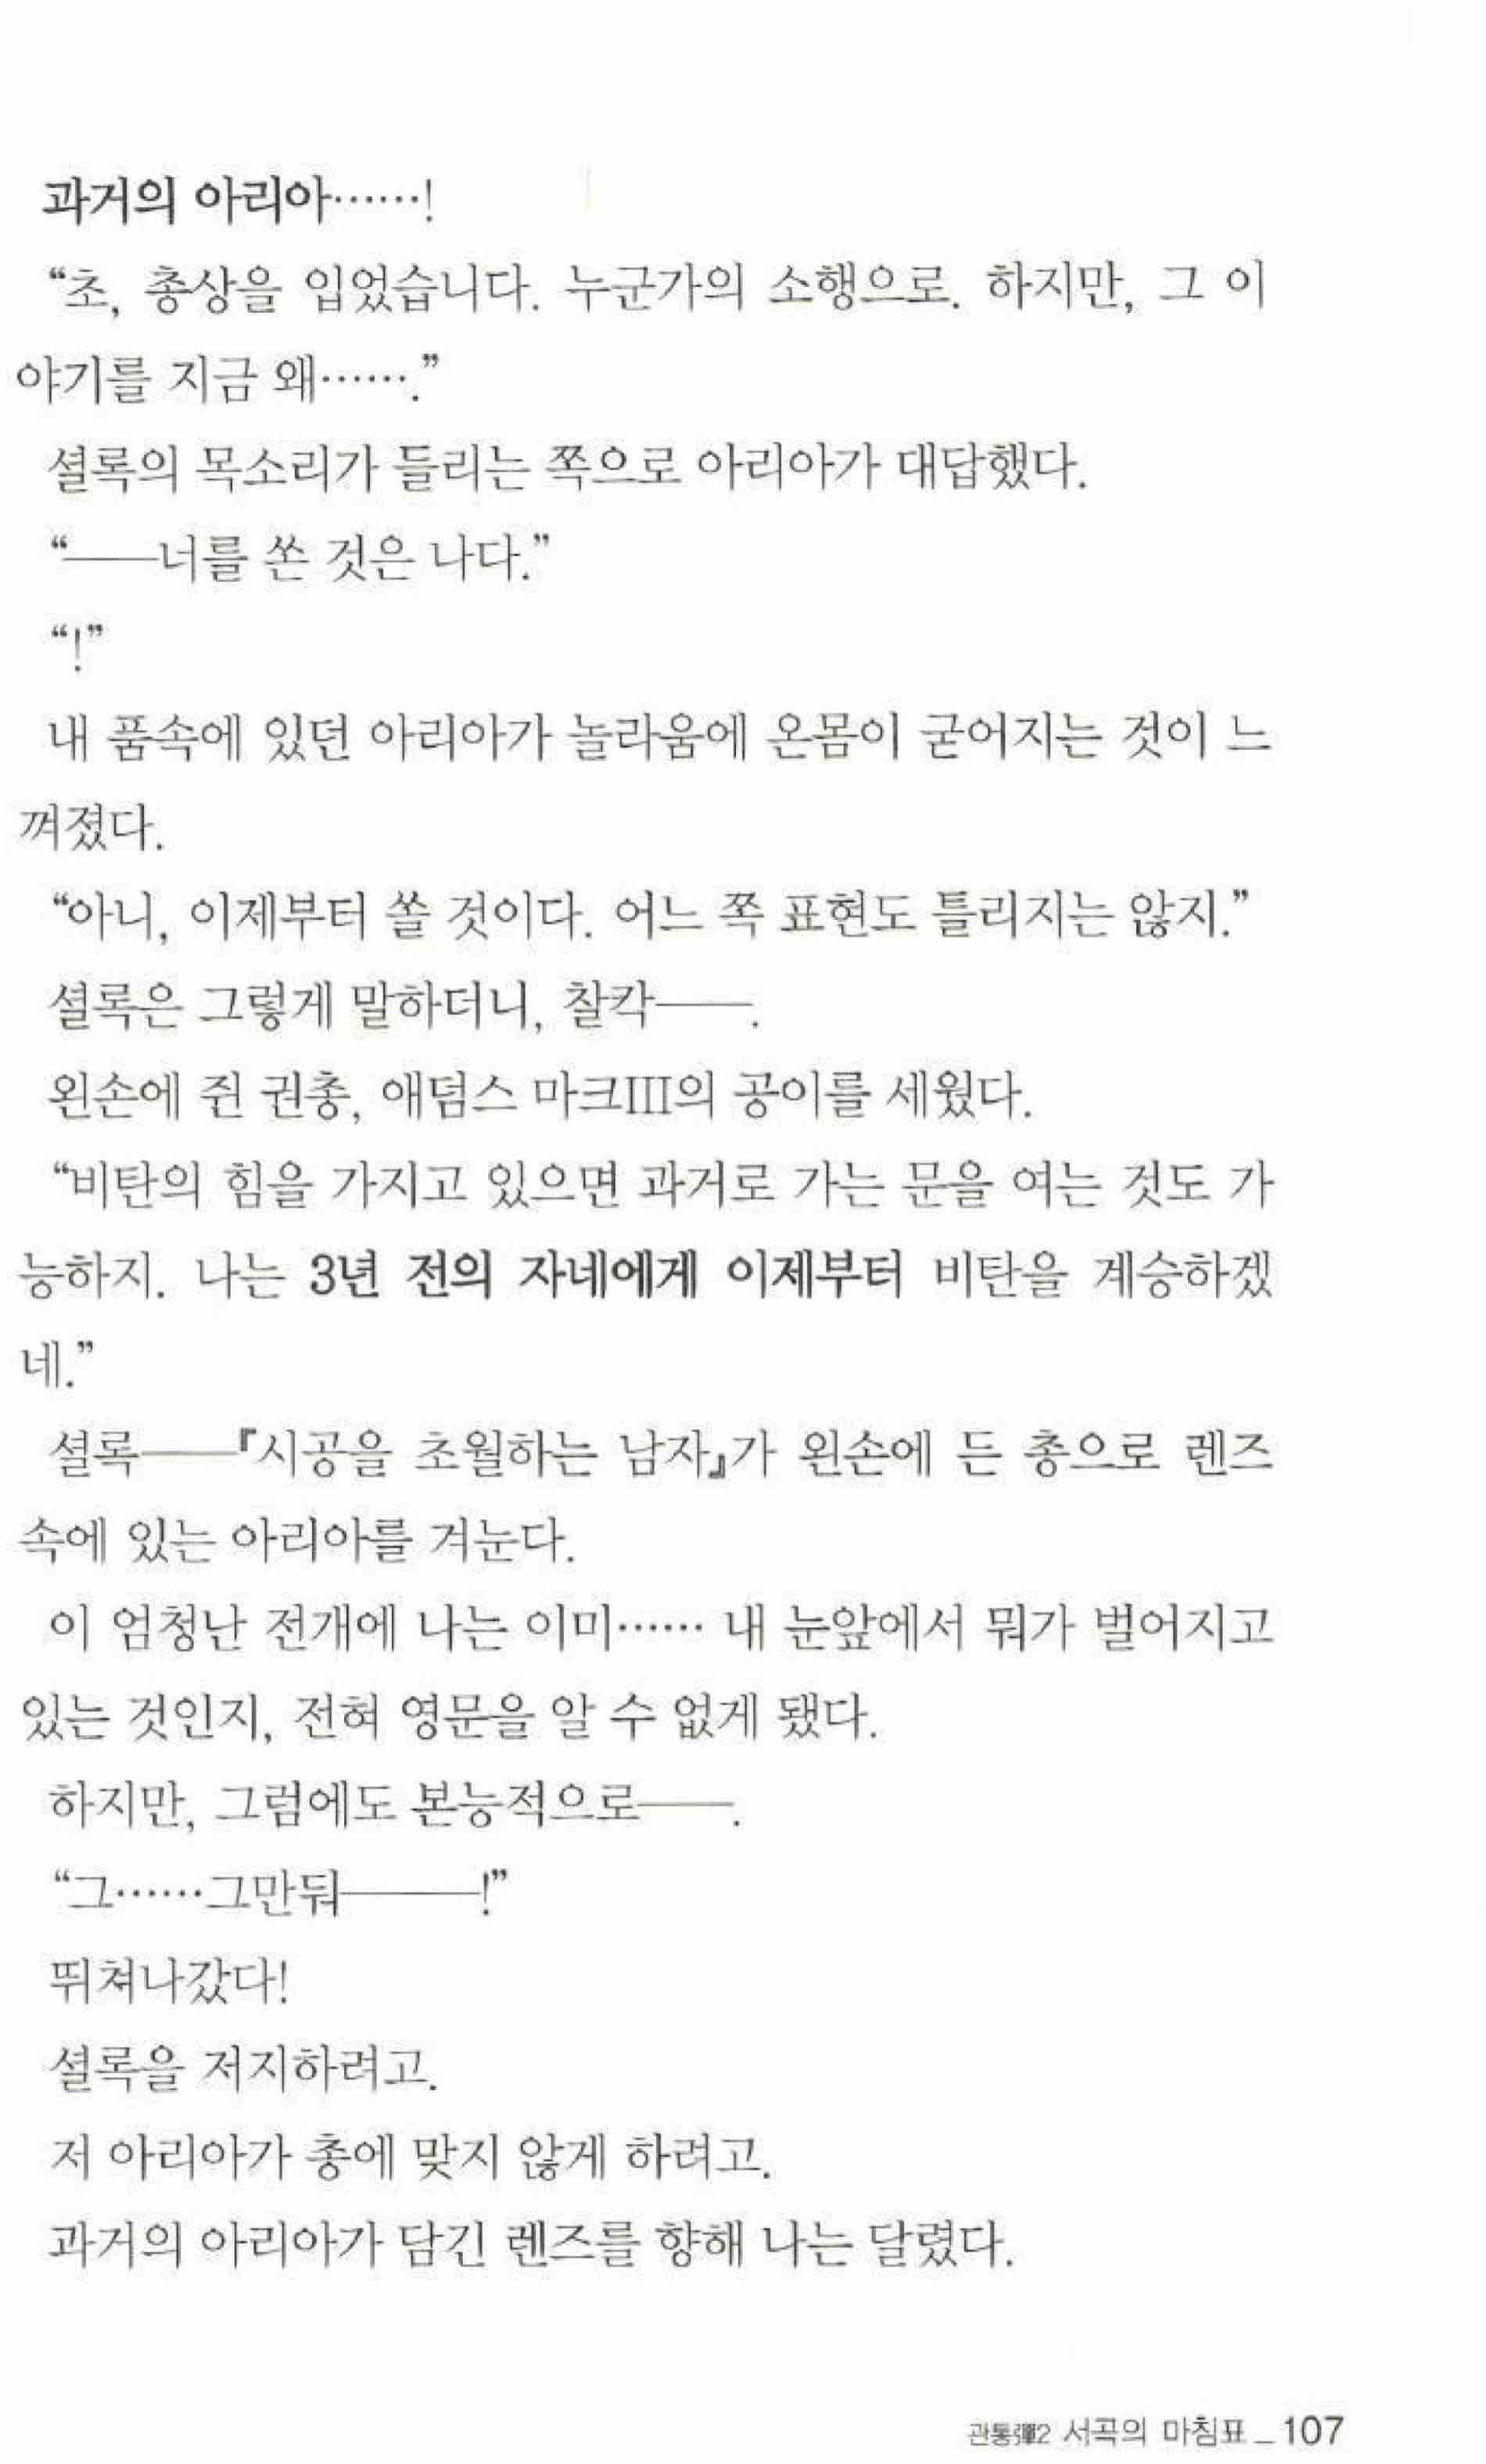 과거의 아리아……!
“초, 총상을 입었습니다. 누군가의 소행으로. 하지만, 그 이
야기를 지금 왜…….”
셜록의 목소리가 들리는 쪽으로 아리아가 대답했다.
“──너를 쏜 것은 나다.”
“!”
내 품속에 있던 아리아가 놀라움에 온몸이 굳어지는 것이 느
껴졌다.
“아니, 이제부터 쏠 것이다. 어느 쪽 표현도 틀리지는 않지.”
셜록은 그렇게 말하더니, 찰칵──.
왼손에 쥔 권총, 애덤스 마크III의 공이를 세웠다.
“비탄의 힘을 가지고 있으면 과거로 가는 문을 여는 것도 가
능하지. 나는 3년 전의 자네에게 이제부터 비탄을 계승하겠
네.”
셜록──『시공을 초월하는 남자』가 왼손에 든 총으로 렌즈
속에 있는 아리아를 겨눈다.
이 엄청난 전개에 나는 이미…… 내 눈앞에서 뭐가 벌어지고
있는 것인지, 전혀 영문을 알 수 없게 됐다.
하지만, 그럼에도 본능적으로──.
“그……그만둬───!”
뛰쳐나갔다!
셜록을 저지하려고.
저 아리아가 총에 맞지 않게 하려고.
과거의 아리아가 담긴 렌즈를 향해 나는 달렸다.
관통彈2 서곡의 마침표 _ 107